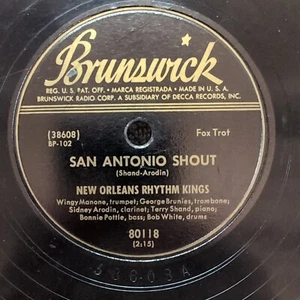 Brunswick
REG. U. S. PAT. OFF. • MARCA REGISTRADA • MADE IN U. S. A.
BRUNSWICK RADIO CORP. A SUBSIDIARY OF DECCA RECORDS, INC.
(38608) Fox Trot
BP-102
SAN ANTONIO SHOUT
(Shand-Arodin)
NEW ORLEANS RHYTHM KINGS
Wingy Manone, trumpet; George Brunies, trombone;
Sidney Arodin, clarinet; Terry Shand, piano;
Bonnie Pottle, bass; Bob White, drums
80118
(2:15)